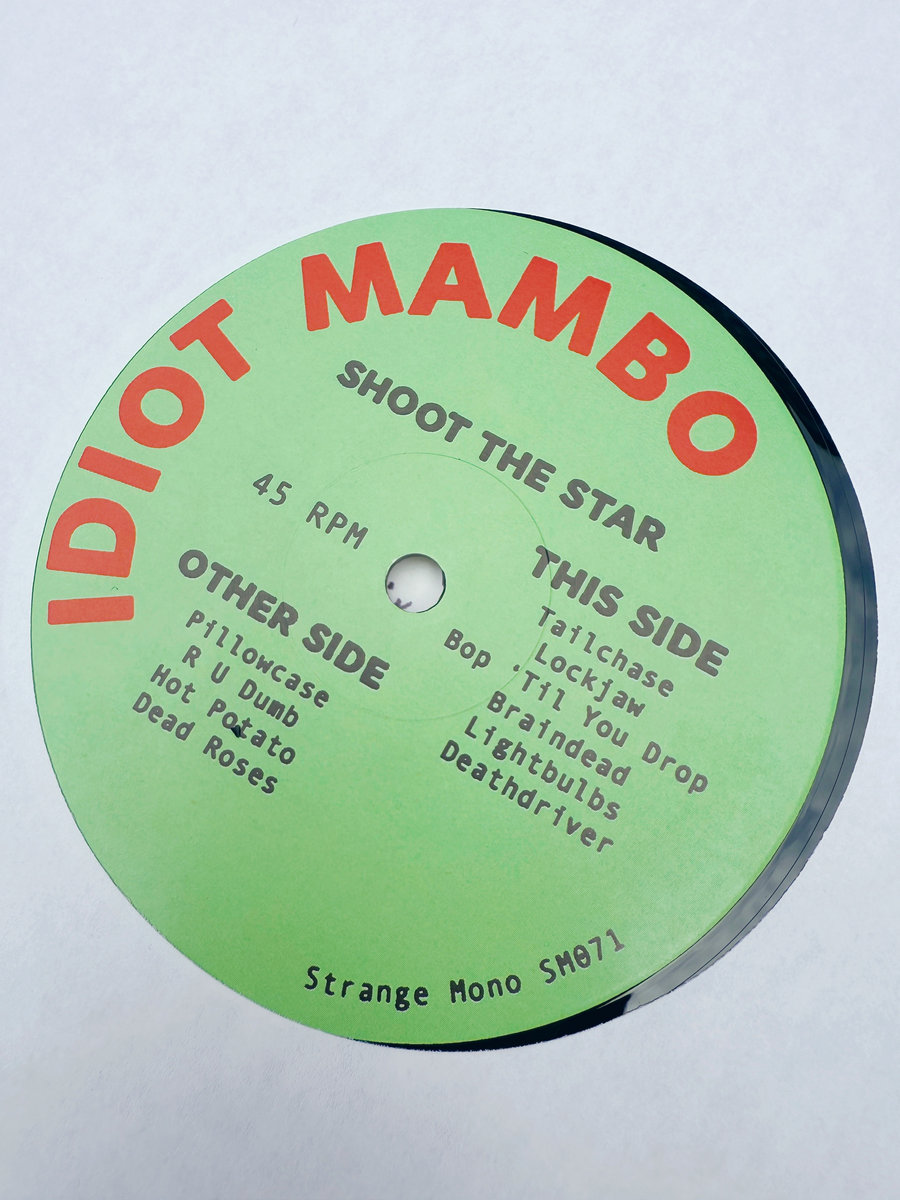 IDIOT MAMBO
SHOOT THE STAR
45 RPM
OTHER SIDE
Pillowcase
R U Dumb
Hot Potato
Dead Roses
THIS SIDE
Tailchase
Lockjaw
Bop 'Til You Drop
Braindead
Lightbulbs
Deathdriver
Strange Mono SM071